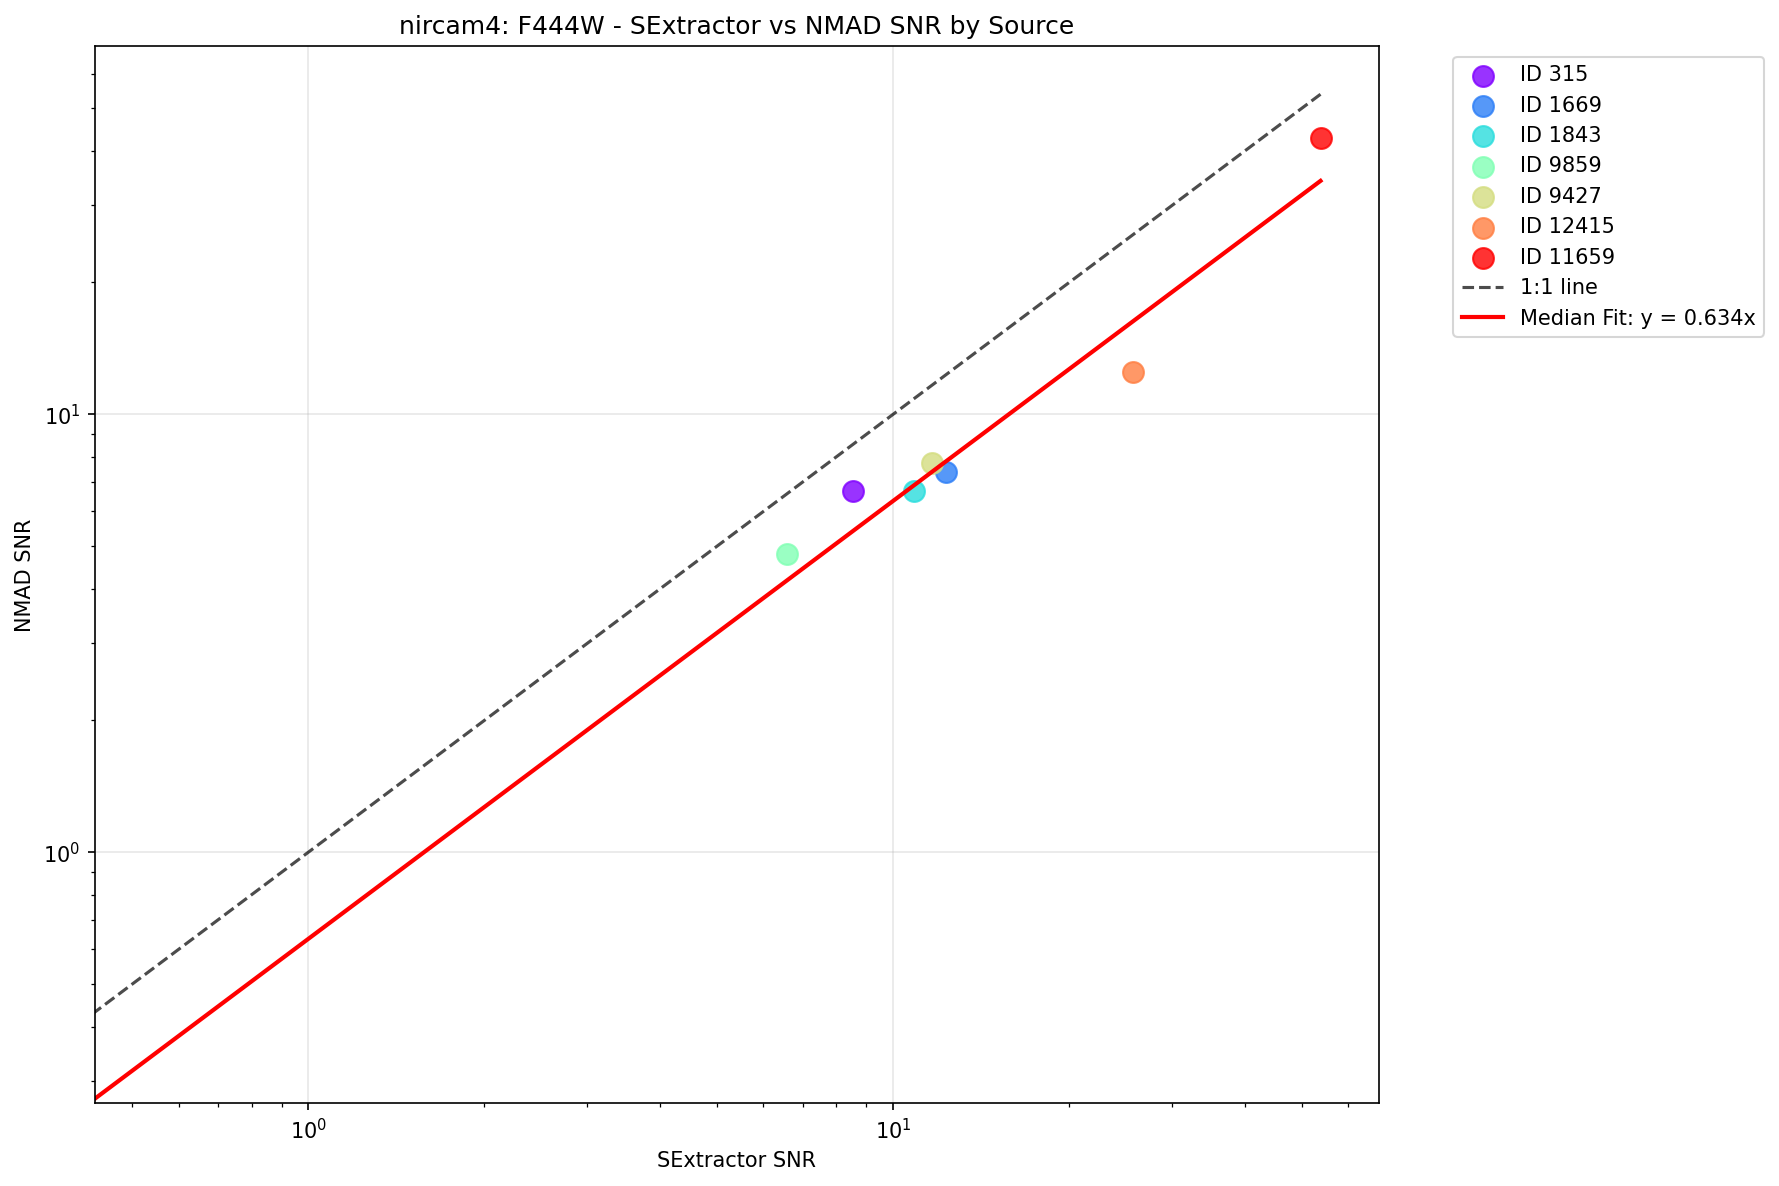 nircam4: F444W - SExtractor vs NMAD SNR by Source
ID 315
ID 1669
ID 1843
ID 9859
ID 9427
ID 12415
ID 11659
1:1 line
Median Fit: y = 0.634x
NMAD SNR
10¹
10⁰
10⁰ 10¹
SExtractor SNR